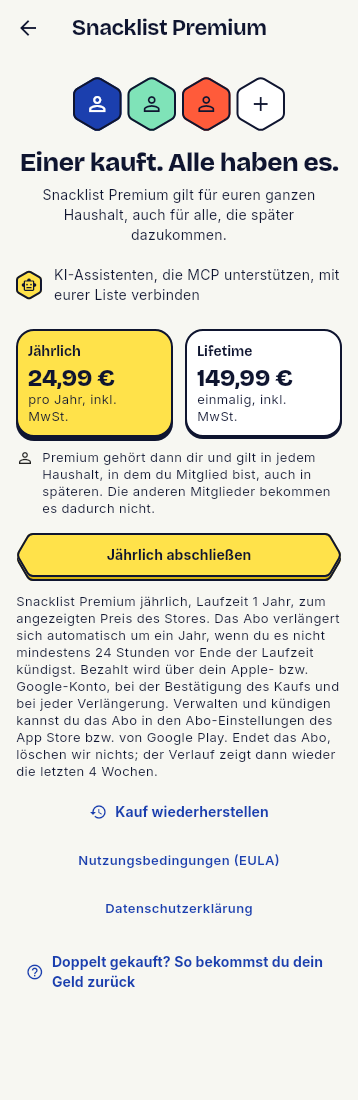 Snacklist Premium
Einer kauft. Alle haben es.
Snacklist Premium gilt für euren ganzen
Haushalt, auch für alle, die später
dazukommen.
KI-Assistenten, die MCP unterstützen, mit
eurer Liste verbinden
Jährlich
24,99 €
pro Jahr, inkl.
MwSt.
Lifetime
149,99 €
einmalig, inkl.
MwSt.
Premium gehört dann dir und gilt in jedem
Haushalt, in dem du Mitglied bist, auch in
späteren. Die anderen Mitglieder bekommen
es dadurch nicht.
Jährlich abschließen
Snacklist Premium jährlich, Laufzeit 1 Jahr, zum
angezeigten Preis des Stores. Das Abo verlängert
sich automatisch um ein Jahr, wenn du es nicht
mindestens 24 Stunden vor Ende der Laufzeit
kündigst. Bezahlt wird über dein Apple- bzw.
Google-Konto, bei der Bestätigung des Kaufs und
bei jeder Verlängerung. Verwalten und kündigen
kannst du das Abo in den Abo-Einstellungen des
App Store bzw. von Google Play. Endet das Abo,
löschen wir nichts; der Verlauf zeigt dann wieder
die letzten 4 Wochen.
Kauf wiederherstellen
Nutzungsbedingungen (EULA)
Datenschutzerklärung
Doppelt gekauft? So bekommst du dein
Geld zurück